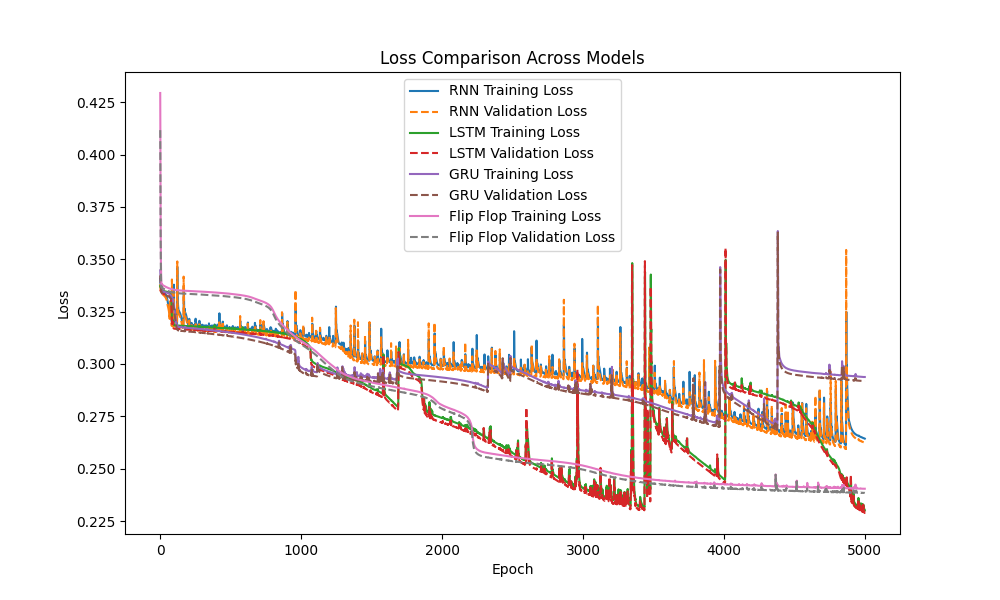 Loss Comparison Across Models
RNN Training Loss
RNN Validation Loss
LSTM Training Loss
LSTM Validation Loss
GRU Training Loss
GRU Validation Loss
Flip Flop Training Loss
Flip Flop Validation Loss
Loss
0.425
0.400
0.375
0.350
0.325
0.300
0.275
0.250
0.225
0 1000 2000 3000 4000 5000
Epoch